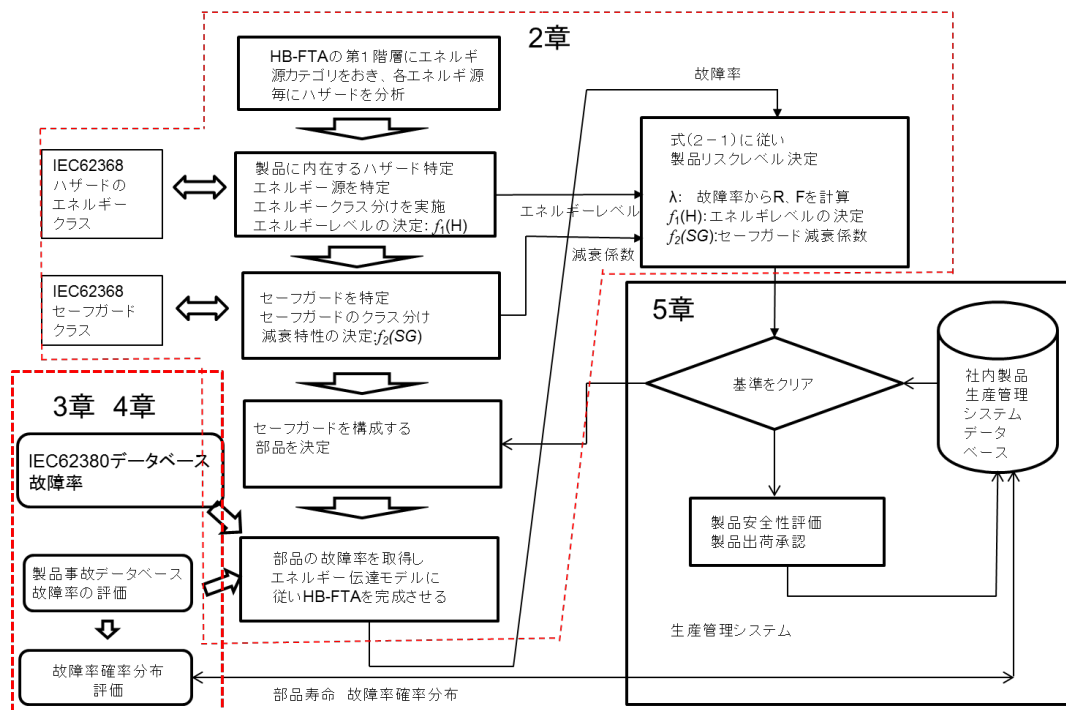 2章
HB-FTAの第1階層にエネルギ
源カテゴリをおき、各エネルギ源
毎にハザードを分析
故障率
IEC62368
ハザードの
エネルギー
クラス
製品に内在するハザード特定
エネルギー源を特定
エネルギークラス分けを実施
エネルギーレベルの決定: f₁(H)
エネルギーレベル
式(2-1)に従い
製品リスクレベル決定
λ: 故障率からR、Fを計算
f₁(H):エネルギレベルの決定
f₂(SG):セーフガード減衰係数
減衰係数
IEC62368
セーフガード
クラス
セーフガードを特定
セーフガードのクラス分け
減衰特性の決定:f₂(SG)
5章
基準をクリア
社内製品
生産管理
システム
データ
ベース
3章 4章
セーフガードを構成する
部品を決定
IEC62380データベース
故障率
製品安全性評価
製品出荷承認
部品の故障率を取得し
エネルギー伝達モデルに
従いHB-FTAを完成させる
製品事故データベース
故障率の評価
生産管理システム
故障率確率分布
評価
部品寿命 故障率確率分布